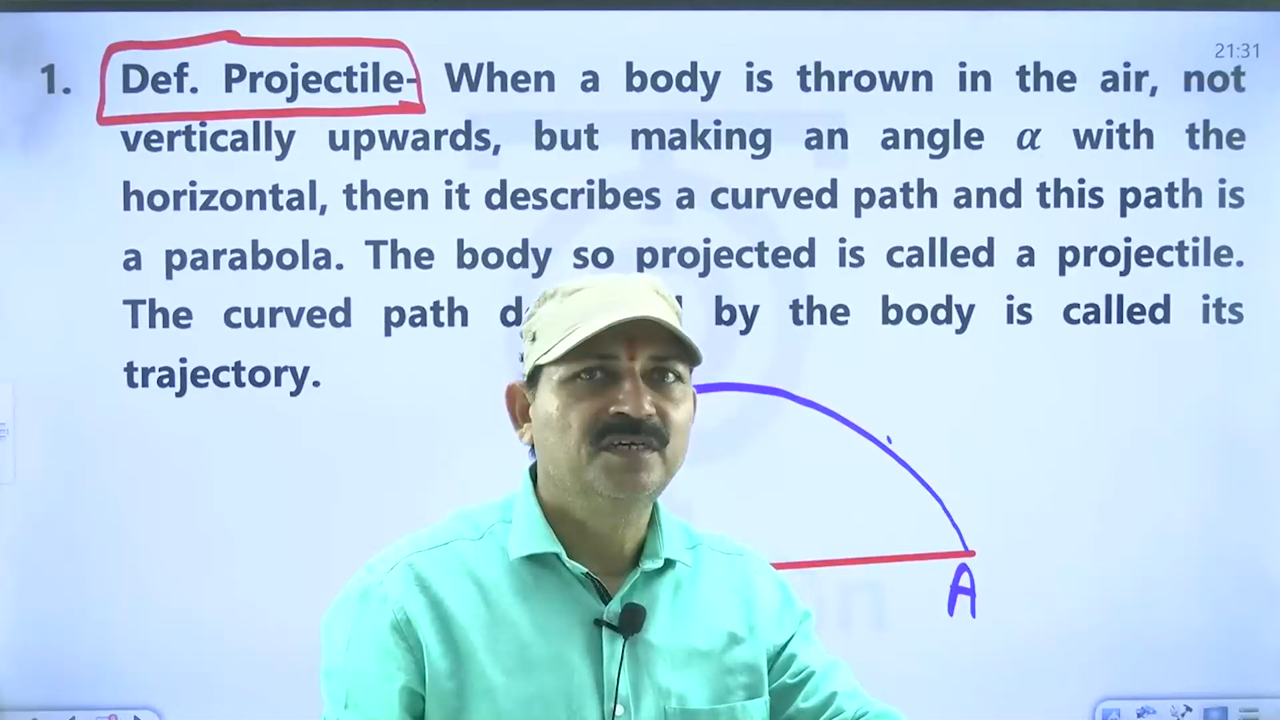 21:31
1. Def. Projectile- When a body is thrown in the air, not
vertically upwards, but making an angle α with the
horizontal, then it describes a curved path and this path is
a parabola. The body so projected is called a projectile.
The curved path by the body is called its
trajectory.
A